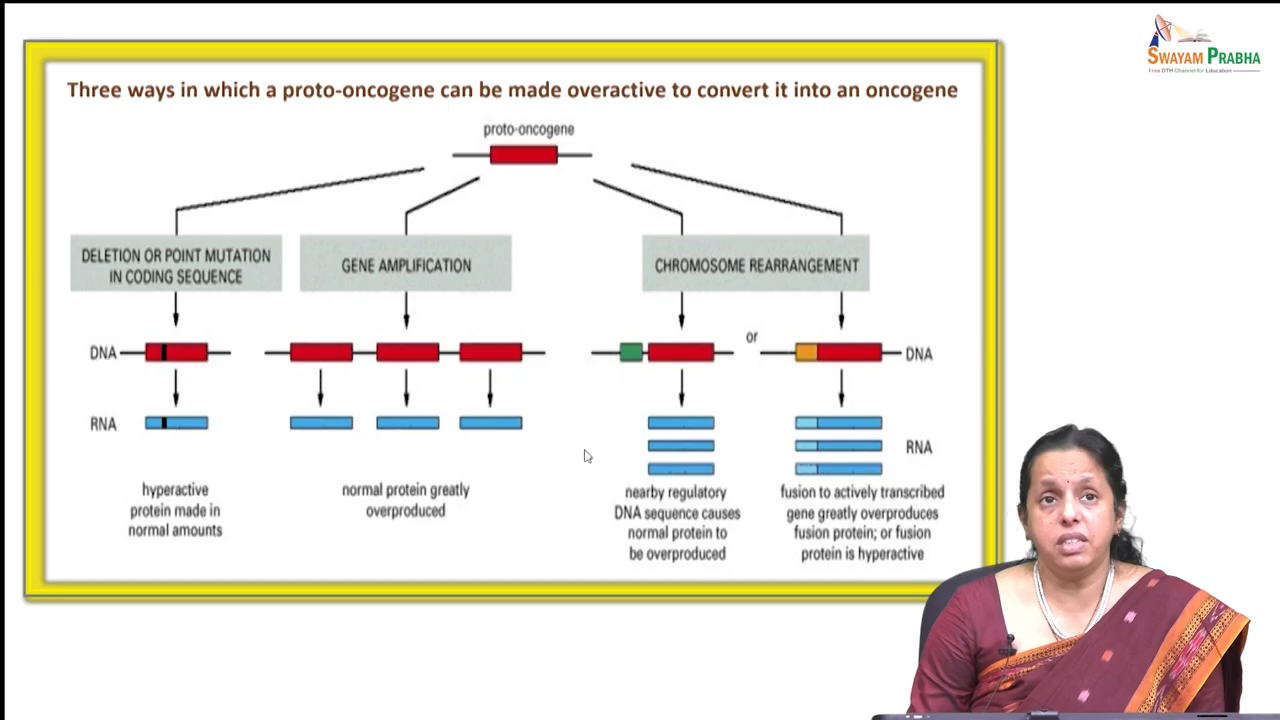 SWAYAM PRABHA
Free DTH Channel for Education
Three ways in which a proto-oncogene can be made overactive to convert it into an oncogene
proto-oncogene
DELETION OR POINT MUTATION
IN CODING SEQUENCE
GENE AMPLIFICATION
CHROMOSOME REARRANGEMENT
DNA
or
DNA
RNA
RNA
hyperactive
protein made in
normal amounts
normal protein greatly
overproduced
nearby regulatory
DNA sequence causes
normal protein to
be overproduced
fusion to actively transcribed
gene greatly overproduces
fusion protein; or fusion
protein is hyperactive